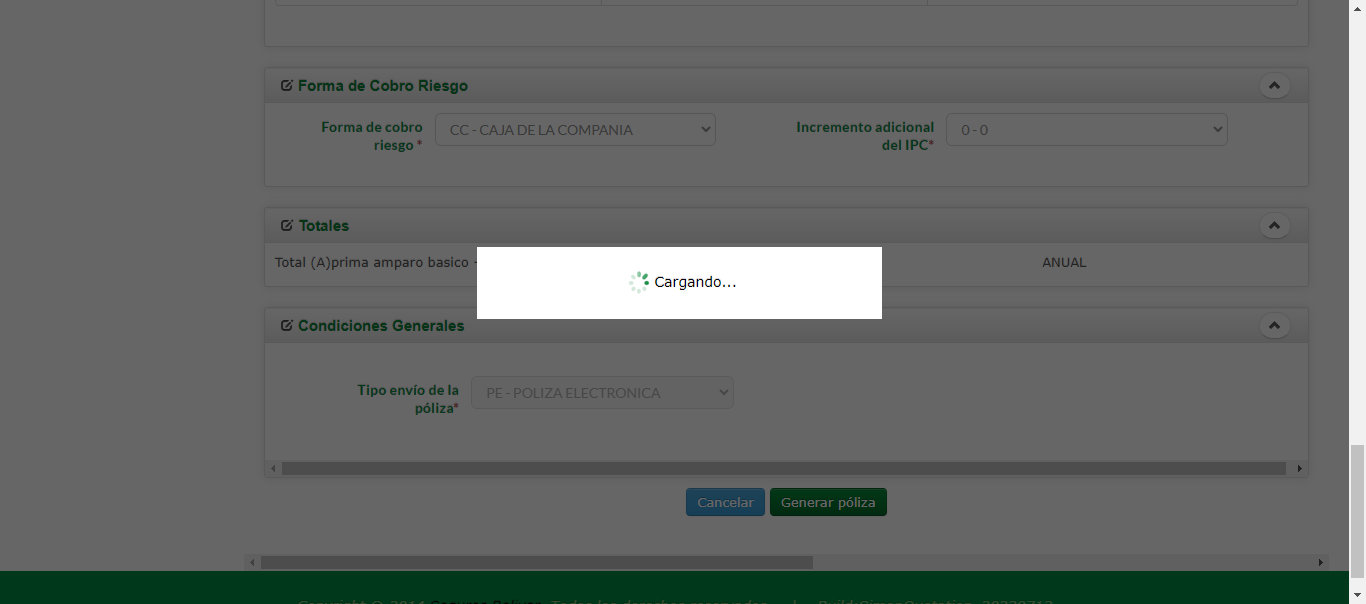 Forma de Cobro Riesgo
Forma de cobro riesgo *
CC - CAJA DE LA COMPANIA
Incremento adicional del IPC*
0 - 0
Totales
Total (A)prima amparo basico -
ANUAL
Cargando...
Condiciones Generales
Tipo envío de la póliza*
PE - POLIZA ELECTRONICA
Cancelar
Generar póliza